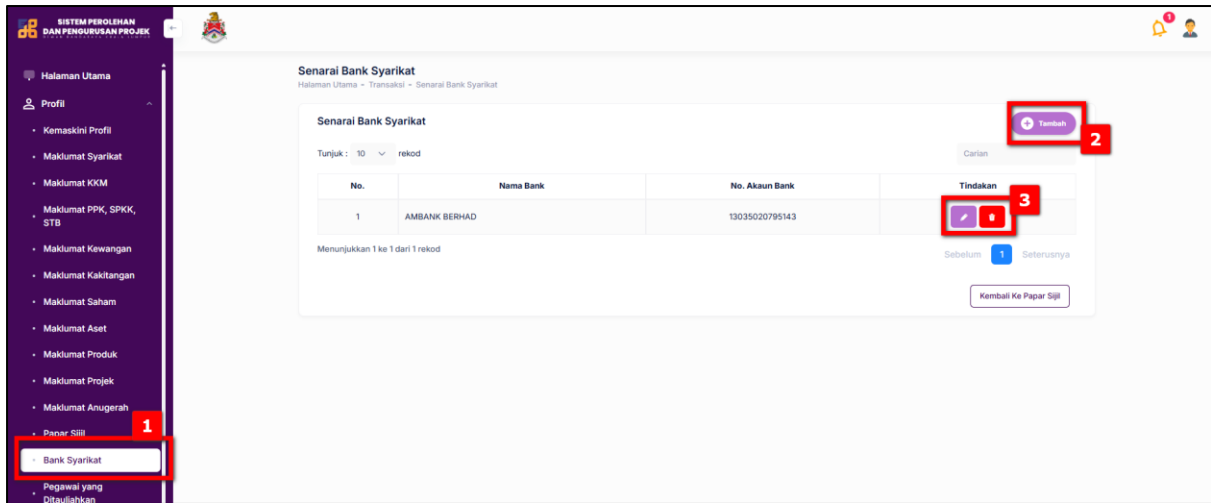 SISTEM PEROLEHAN
DAN PENGURUSAN PROJEK
1
Halaman Utama
Profil
Kemaskini Profil
Maklumat Syarikat
Maklumat KKM
Maklumat PPK, SPKK,
STB
Maklumat Kewangan
Maklumat Kakitangan
Maklumat Saham
Maklumat Aset
Maklumat Produk
Maklumat Projek
Maklumat Anugerah
Papar Sijil
1
Bank Syarikat
Pegawai yang
Ditauliahkan
Senarai Bank Syarikat
Halaman Utama - Transaksi - Senarai Bank Syarikat
Senarai Bank Syarikat
Tambah
2
Tunjuk : 10 rekod
Carian
No. Nama Bank No. Akaun Bank Tindakan
3
1 AMBANK BERHAD 13035020795143
Menunjukkan 1 ke 1 dari 1 rekod
Sebelum 1 Seterusnya
Kembali Ke Papar Sijil